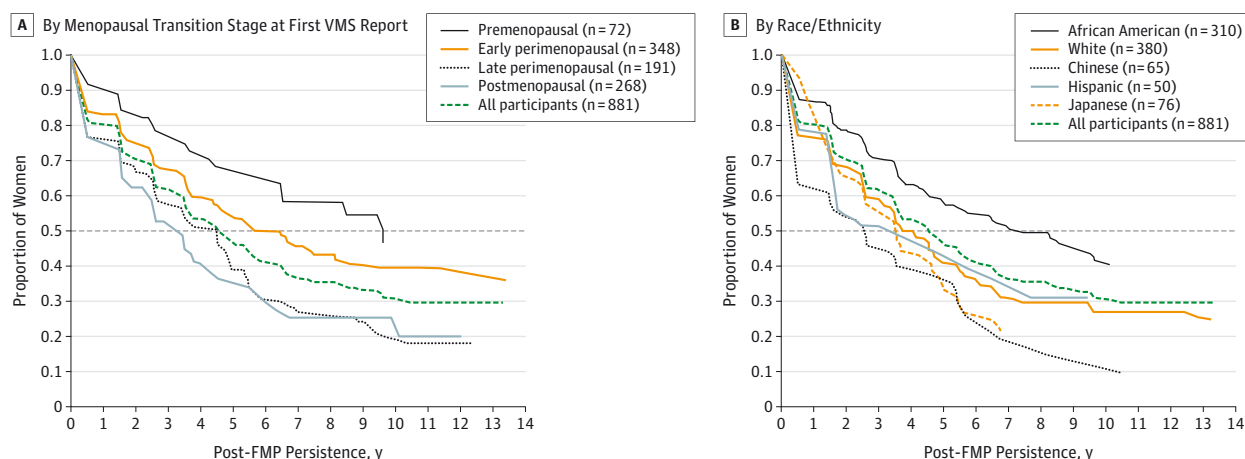 A By Menopausal Transition Stage at First VMS Report
Premenopausal (n=72)
Early perimenopausal (n=348)
Late perimenopausal (n=191)
Postmenopausal (n=268)
All participants (n=881)
Proportion of Women
1.0
0.9
0.8
0.7
0.6
0.5
0.4
0.3
0.2
0.1
0
0 1 2 3 4 5 6 7 8 9 10 11 12 13 14
Post-FMP Persistence, y
B By Race/Ethnicity
African American (n=310)
White (n=380)
Chinese (n=65)
Hispanic (n=50)
Japanese (n=76)
All participants (n=881)
Proportion of Women
1.0
0.9
0.8
0.7
0.6
0.5
0.4
0.3
0.2
0.1
0
0 1 2 3 4 5 6 7 8 9 10 11 12 13 14
Post-FMP Persistence, y